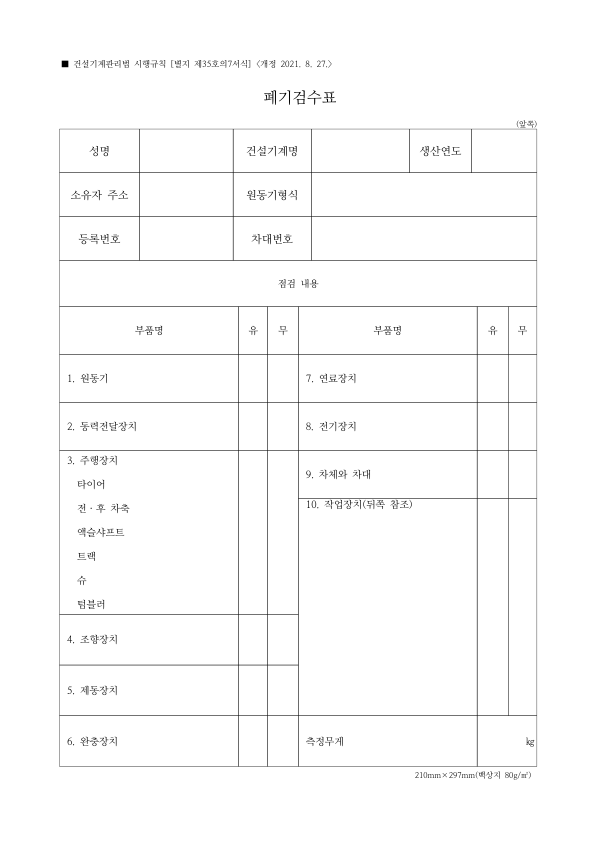 ■ 건설기계관리법 시행규칙 [별지 제35호의7서식] 〈개정 2021. 8. 27.〉
폐기검수표
(앞쪽)
성명 건설기계명 생산연도
소유자 주소 원동기형식
등록번호 차대번호
점검 내용
부품명 유 무 부품명 유 무
1. 원동기 7. 연료장치
2. 동력전달장치 8. 전기장치
3. 주행장치
타이어
전ㆍ후 차축
액슬샤프트
트랙
슈
텀블러
9. 차체와 차대
10. 작업장치(뒤쪽 참조)
4. 조향장치
5. 제동장치
6. 완충장치 측정무게 ㎏
210mm×297mm(백상지 80g/㎡)